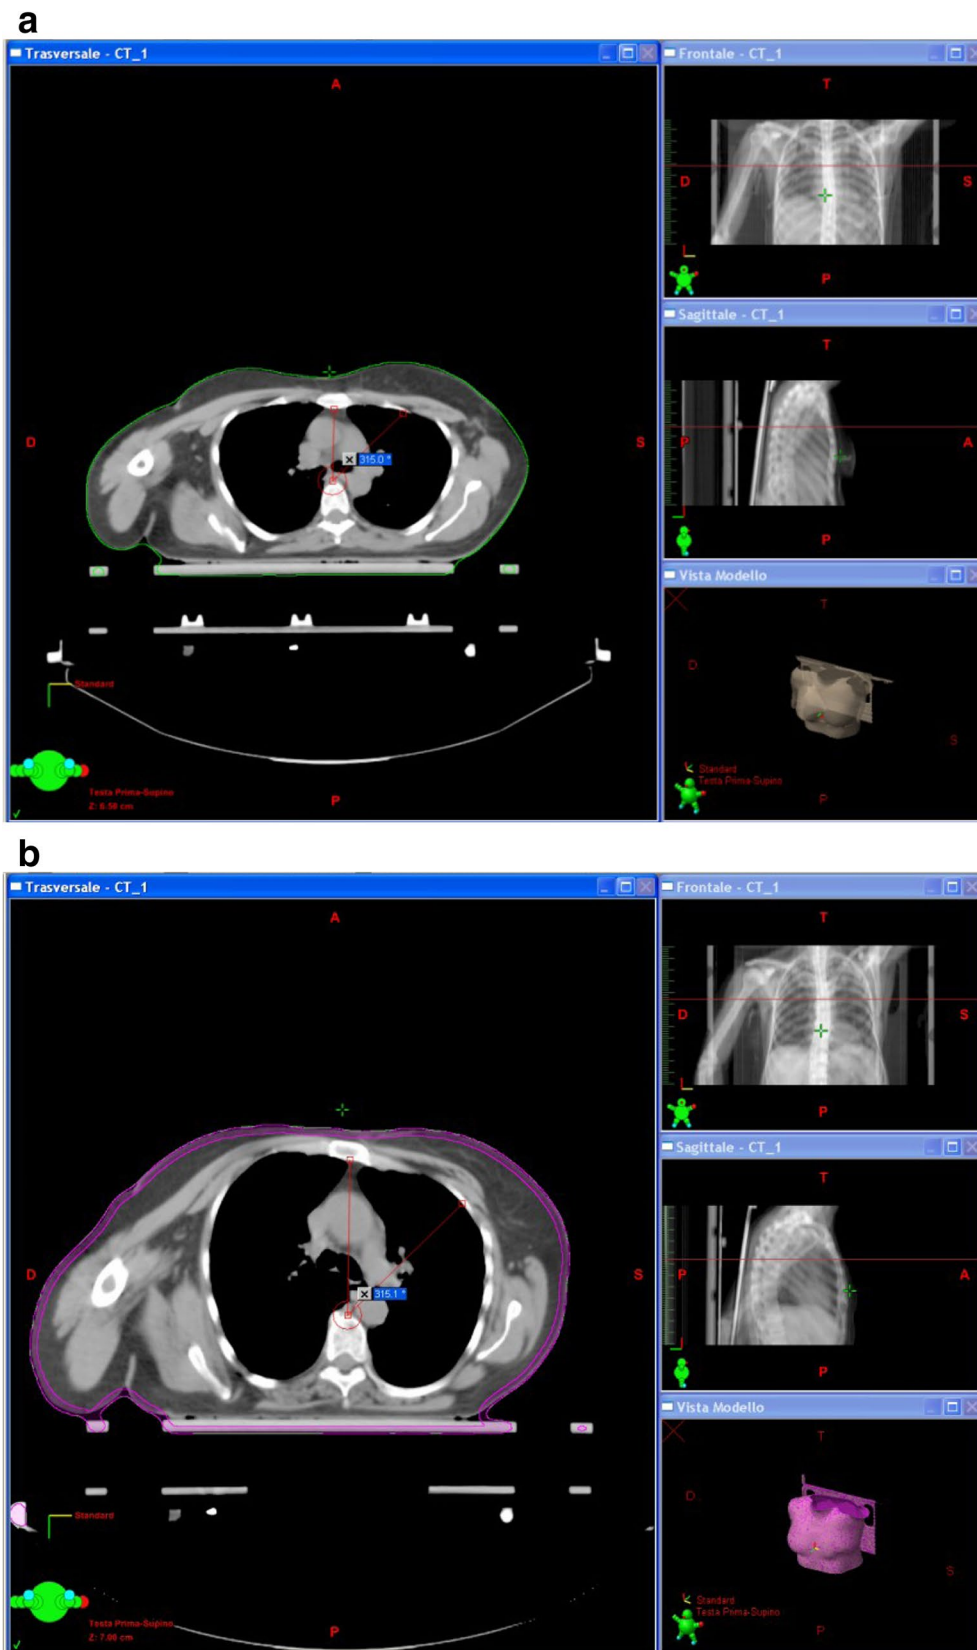 a
Trasversale - CT_1
A
D
S
315.0 °
Standard
Testa Prima-Supino
Z: 6.58 cm
P
Frontale - CT_1
T
D
S
P
Sagittale - CT_1
T
P
A
P
Vista Modello
T
D
S
Standard
Testa Prima-Supino
P
b
Trasversale - CT_1
A
D
S
315.1 °
Standard
Testa Prima-Supino
Z: 7.08 cm
P
Frontale - CT_1
T
D
S
P
Sagittale - CT_1
T
P
A
P
Vista Modello
T
D
S
Standard
Testa Prima-Supino
P